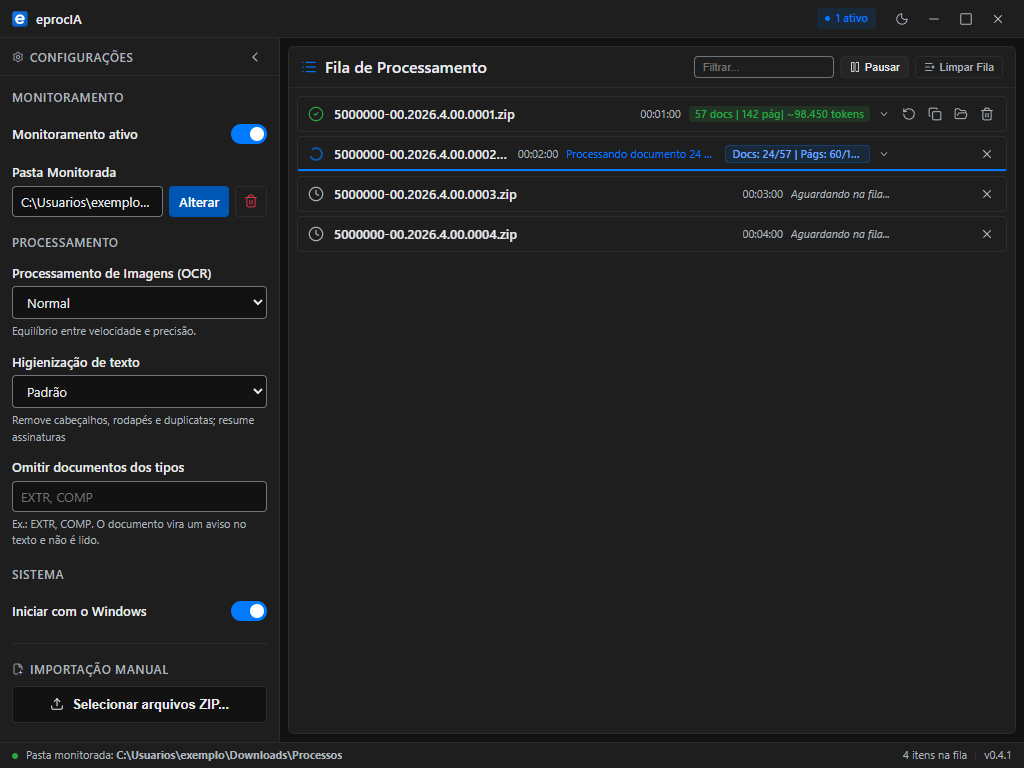 eprocIA
1 ativo
CONFIGURAÇÕES
MONITORAMENTO
Monitoramento ativo
Pasta Monitorada
C:\Usuarios\exemplo...
Alterar
PROCESSAMENTO
Processamento de Imagens (OCR)
Normal
Equilíbrio entre velocidade e precisão.
Higienização de texto
Padrão
Remove cabeçalhos, rodapés e duplicatas; resume
assinaturas
Omitir documentos dos tipos
EXTR, COMP
Ex.: EXTR, COMP. O documento vira um aviso no
texto e não é lido.
SISTEMA
Iniciar com o Windows
IMPORTAÇÃO MANUAL
Selecionar arquivos ZIP...
Fila de Processamento
Filtrar...
Pausar
Limpar Fila
5000000-00.2026.4.00.0001.zip 00:01:00 57 docs | 142 pág| ~98.450 tokens
5000000-00.2026.4.00.0002... 00:02:00 Processando documento 24 ... Docs: 24/57 | Págs: 60/1...
5000000-00.2026.4.00.0003.zip 00:03:00 Aguardando na fila...
5000000-00.2026.4.00.0004.zip 00:04:00 Aguardando na fila...
Pasta monitorada: C:\Usuarios\exemplo\Downloads\Processos
4 itens na fila
v0.4.1